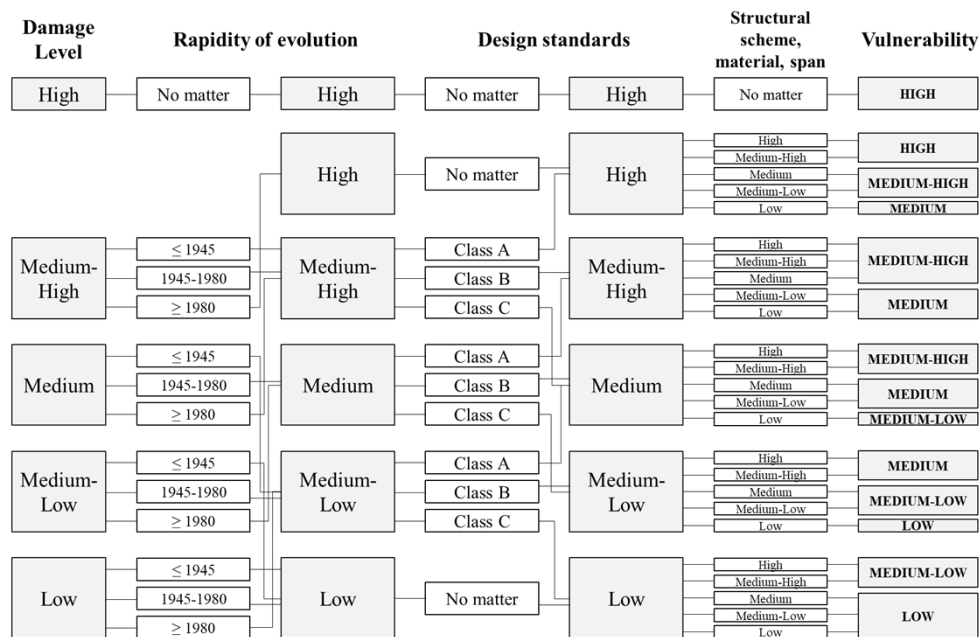 Damage
Level
Rapidity of evolution
Design standards
Structural
scheme,
material, span
Vulnerability
High
No matter
High
No matter
High
No matter
HIGH
High
No matter
High
High
Medium-High
Medium
Medium-Low
Low
HIGH
MEDIUM-HIGH
MEDIUM
Medium-
High
≤ 1945
1945-1980
≥ 1980
Medium-
High
Class A
Class B
Class C
Medium-
High
High
Medium-High
Medium
Medium-Low
Low
MEDIUM-HIGH
MEDIUM
Medium
≤ 1945
1945-1980
≥ 1980
Medium
Class A
Class B
Class C
Medium
High
Medium-High
Medium
Medium-Low
Low
MEDIUM-HIGH
MEDIUM
MEDIUM-LOW
Medium-
Low
≤ 1945
1945-1980
≥ 1980
Medium-
Low
Class A
Class B
Class C
Medium-
Low
High
Medium-High
Medium
Medium-Low
Low
MEDIUM
MEDIUM-LOW
LOW
Low
≤ 1945
1945-1980
≥ 1980
Low
No matter
Low
High
Medium-High
Medium
Medium-Low
Low
MEDIUM-LOW
LOW